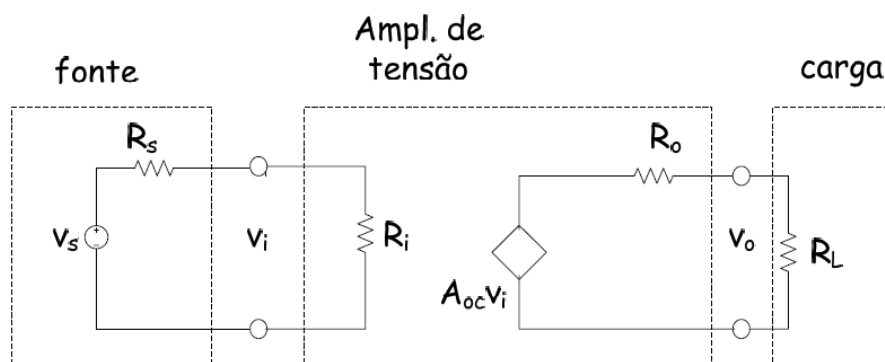 Ampl. de
tensão
fonte
carga
Rs
Ro
vs
vi
Ri
vo
RL
Aocvi